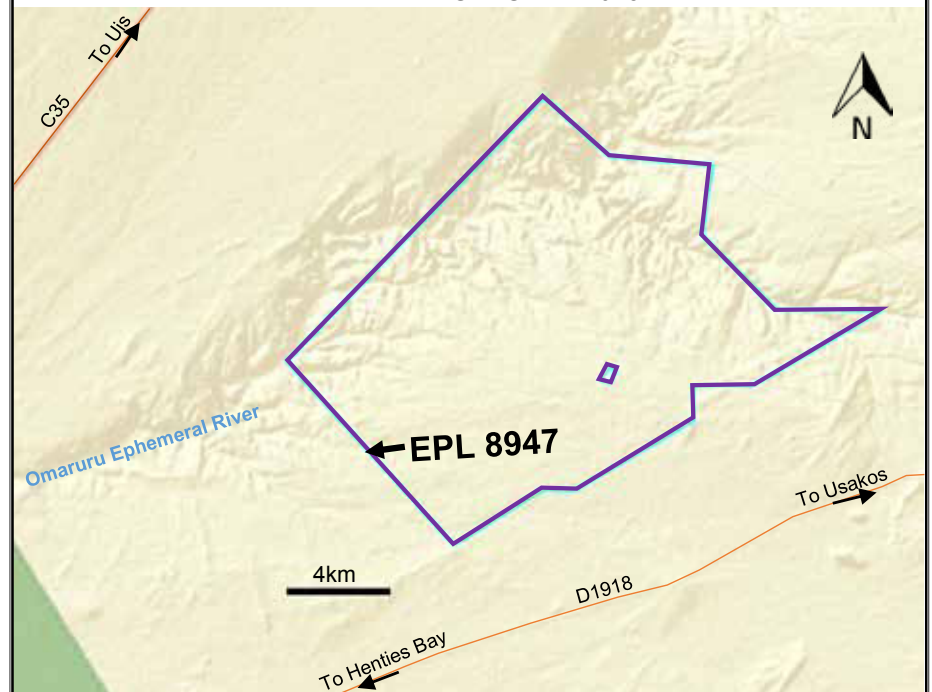 To Uis
C35
N
Omaruru Ephemeral River
EPL 8947
To Usakos
4km
D1918
To Henties Bay